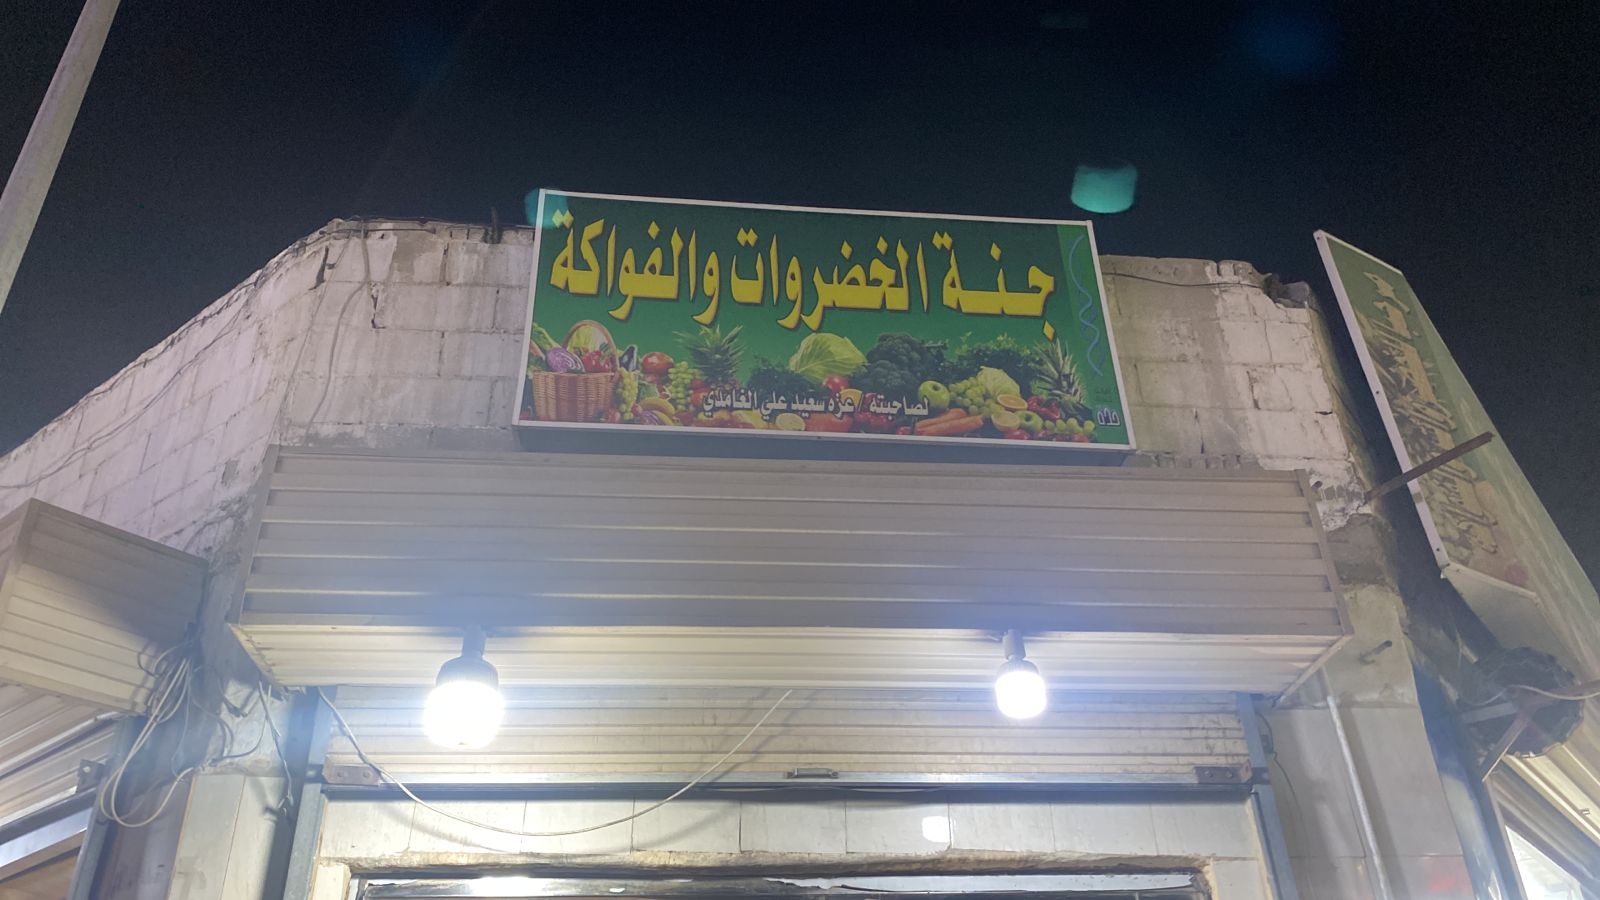 جنة الخضروات والفواكة
لصاحبته / عزه سعيد علي الغامدي